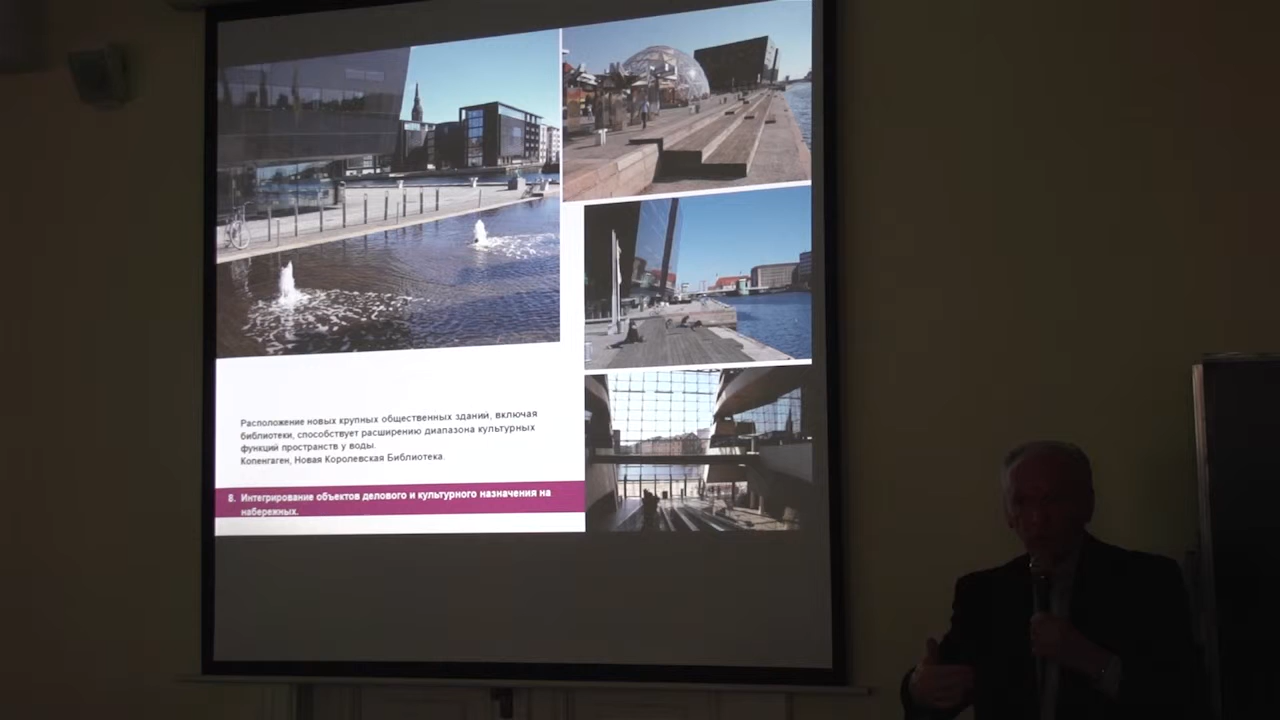 Расположение новых крупных общественных зданий, включая
библиотеки, способствует расширению диапазона культурных
функций пространств у воды.
Копенгаген, Новая Королевская Библиотека.
8. Интегрирование объектов делового и культурного назначения на
набережных.